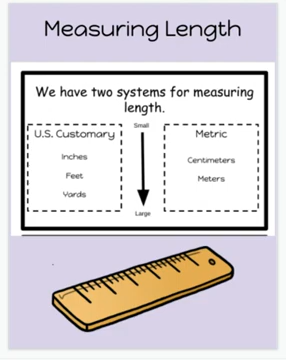 Measuring Length
We have two systems for measuring
length.
U.S. Customary
Inches
Feet
Yards
Small
Large
Metric
Centimeters
Meters